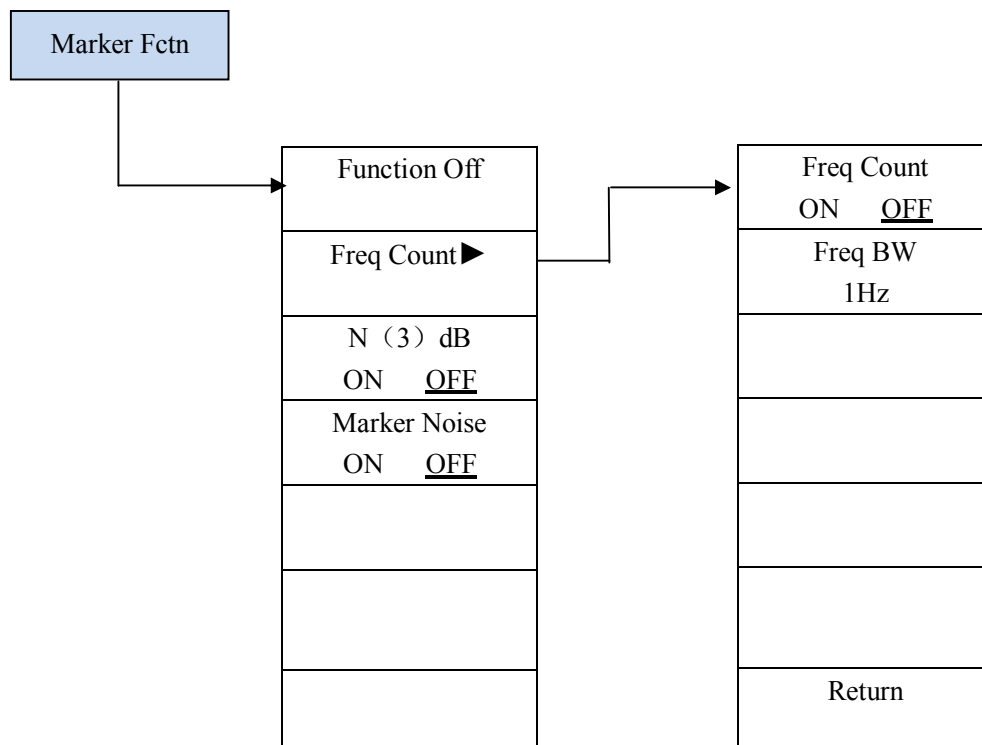 Marker Fctn
Function Off
Freq Count▶
N（3）dB
ON OFF
Marker Noise
ON OFF
Freq Count
ON OFF
Freq BW
1Hz
Return